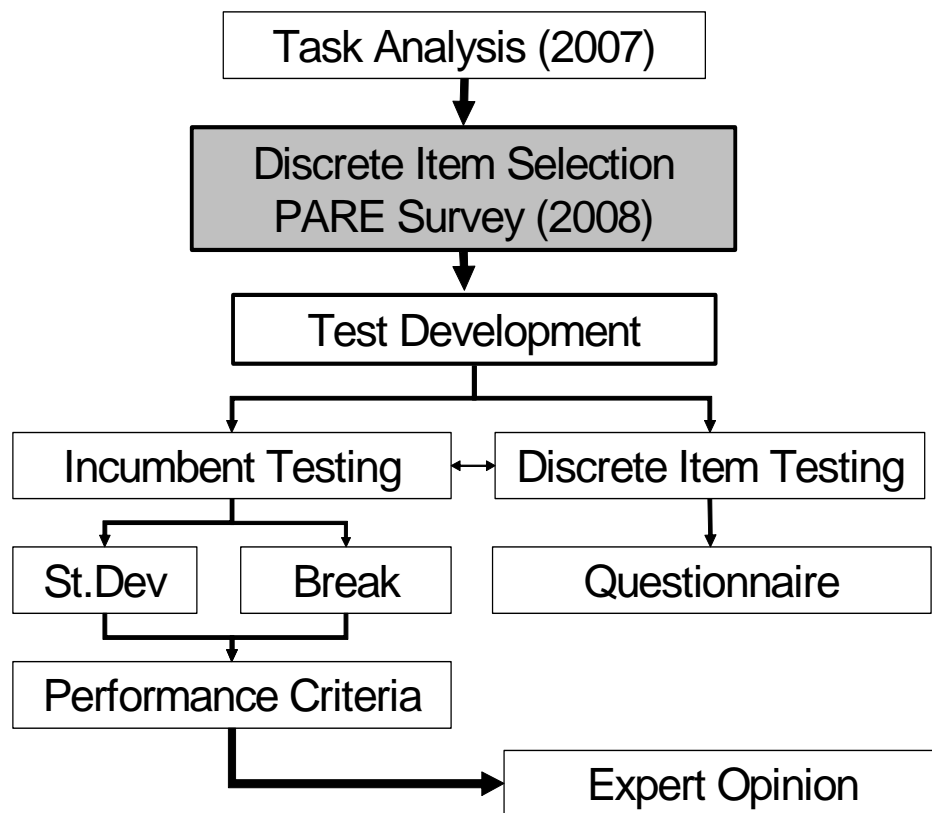 Task Analysis (2007)
Discrete Item Selection
PARE Survey (2008)
Test Development
Incumbent Testing
Discrete Item Testing
St.Dev
Break
Questionnaire
Performance Criteria
Expert Opinion